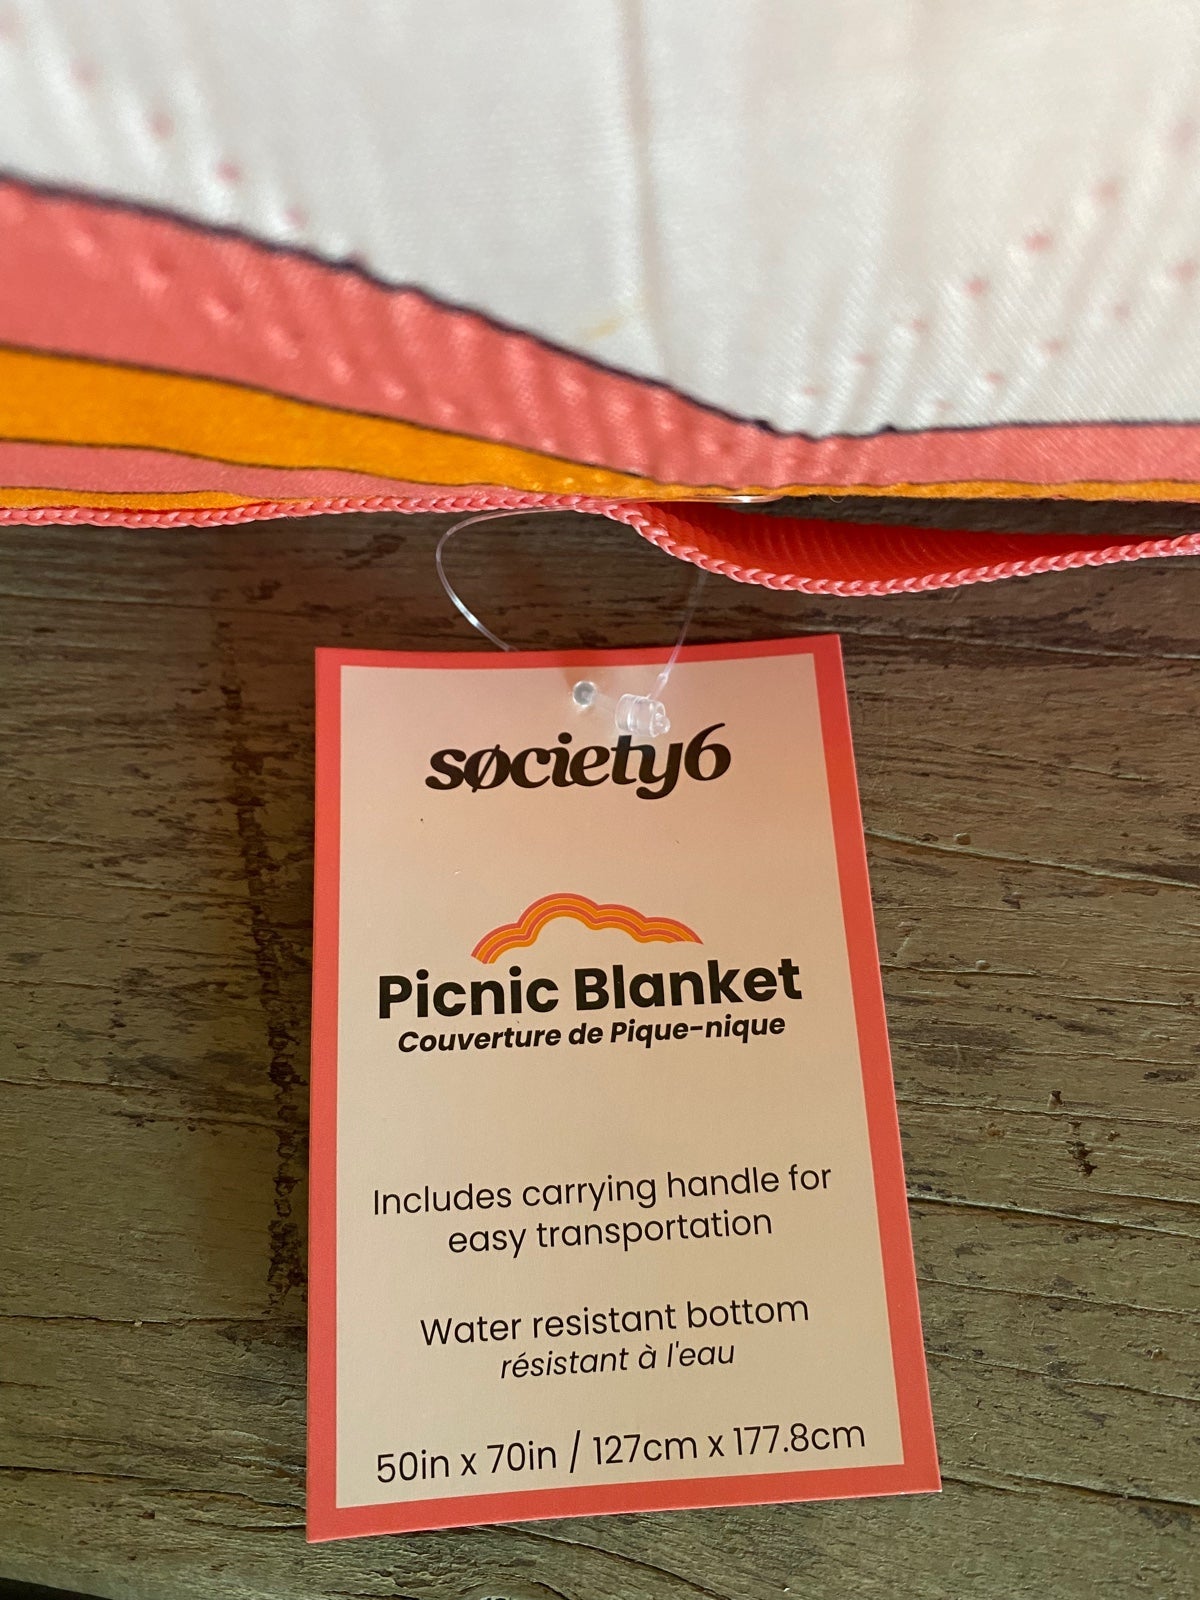 søciety6
Picnic Blanket
Couverture de Pique-nique
Includes carrying handle for
easy transportation
Water resistant bottom
résistant à l'eau
50in x 70in / 127cm x 177.8cm